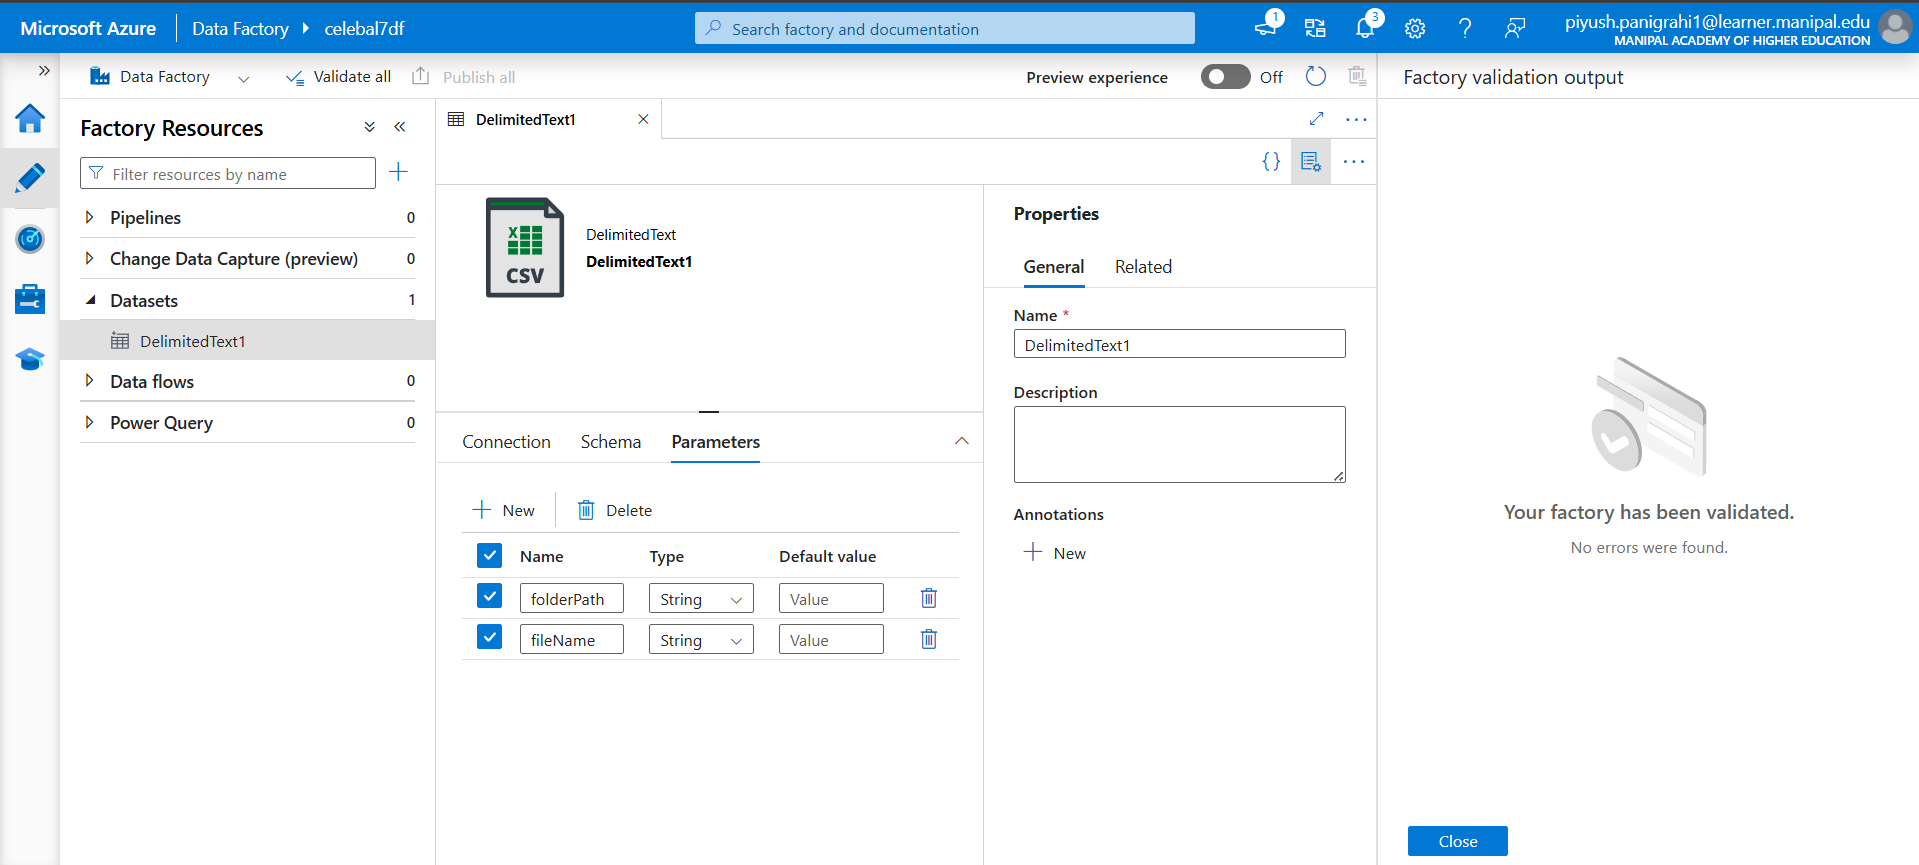 Microsoft Azure
Data Factory
celebal7df
Search factory and documentation
1
3
piyush.panigrahi1@learner.manipal.edu
MANIPAL ACADEMY OF HIGHER EDUCATION
Data Factory
Validate all
Publish all
Preview experience
Off
Factory validation output
Factory Resources
Filter resources by name
Pipelines 0
Change Data Capture (preview) 0
Datasets 1
DelimitedText1
Data flows 0
Power Query 0
DelimitedText1
DelimitedText
DelimitedText1
X
CSV
Connection Schema Parameters
New Delete
Name Type Default value
folderPath String Value
fileName String Value
Properties
General Related
Name *
DelimitedText1
Description
Annotations
New
Your factory has been validated.
No errors were found.
Close